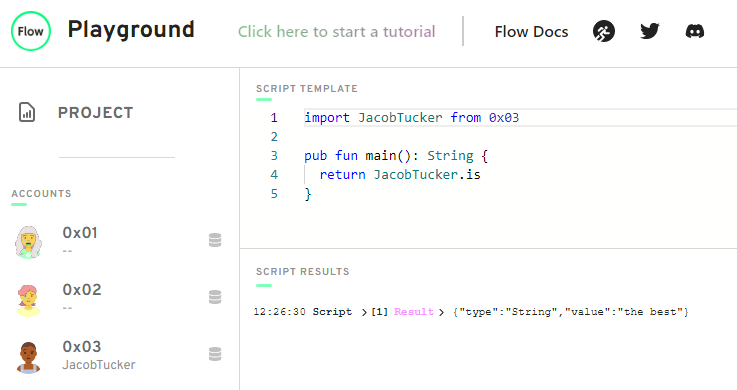 Flow Playground Click here to start a tutorial Flow Docs
PROJECT
ACCOUNTS
0x01
--
0x02
--
0x03
JacobTucker
SCRIPT TEMPLATE
1 import JacobTucker from 0x03
2
3 pub fun main(): String {
4 return JacobTucker.is
5 }
SCRIPT RESULTS
12:26:30 Script >[1] Result > {"type":"String","value":"the best"}